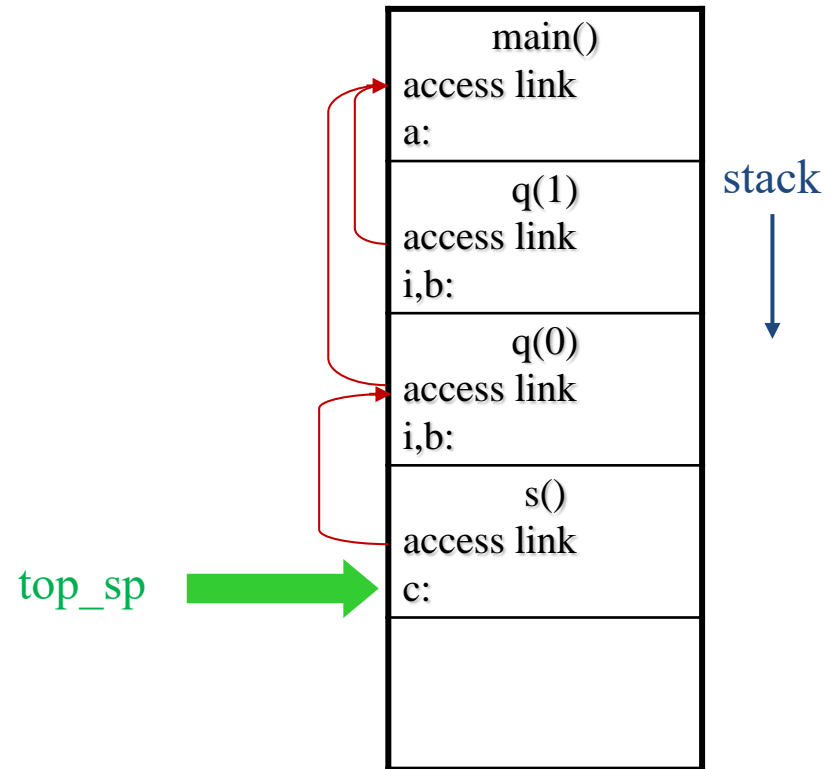 main()
access link
a:
stack
q(1)
access link
i,b:
q(0)
access link
i,b:
s()
access link
top_sp
c: